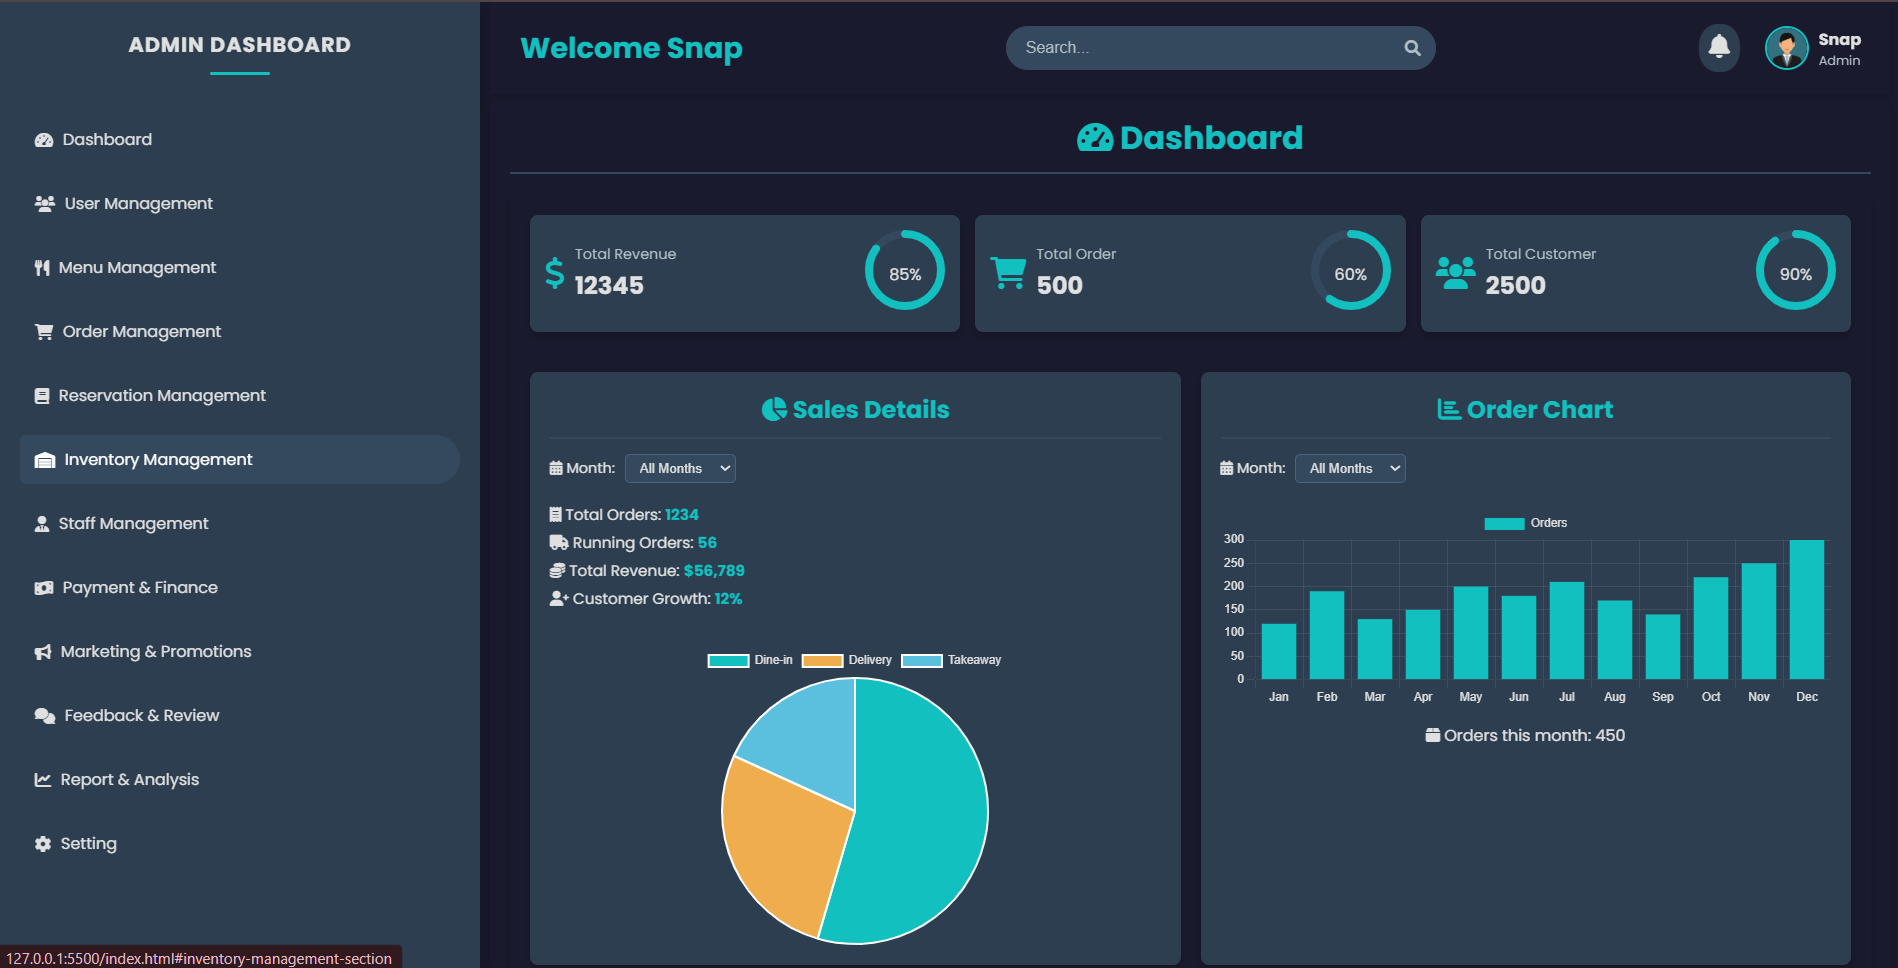 ADMIN DASHBOARD
Dashboard
User Management
Menu Management
Order Management
Reservation Management
Inventory Management
Staff Management
Payment & Finance
Marketing & Promotions
Feedback & Review
Report & Analysis
Setting
127.0.0.1:5500/index.html#inventory-management-section
Welcome Snap
Search...
Snap
Admin
Dashboard
Total Revenue
12345
85%
Total Order
500
60%
Total Customer
2500
90%
Sales Details
Month: All Months
Total Orders: 1234
Running Orders: 56
Total Revenue: $56,789
Customer Growth: 12%
Dine-in Delivery Takeaway
Order Chart
Month: All Months
Orders
300
250
200
150
100
50
0
Jan Feb Mar Apr May Jun Jul Aug Sep Oct Nov Dec
Orders this month: 450